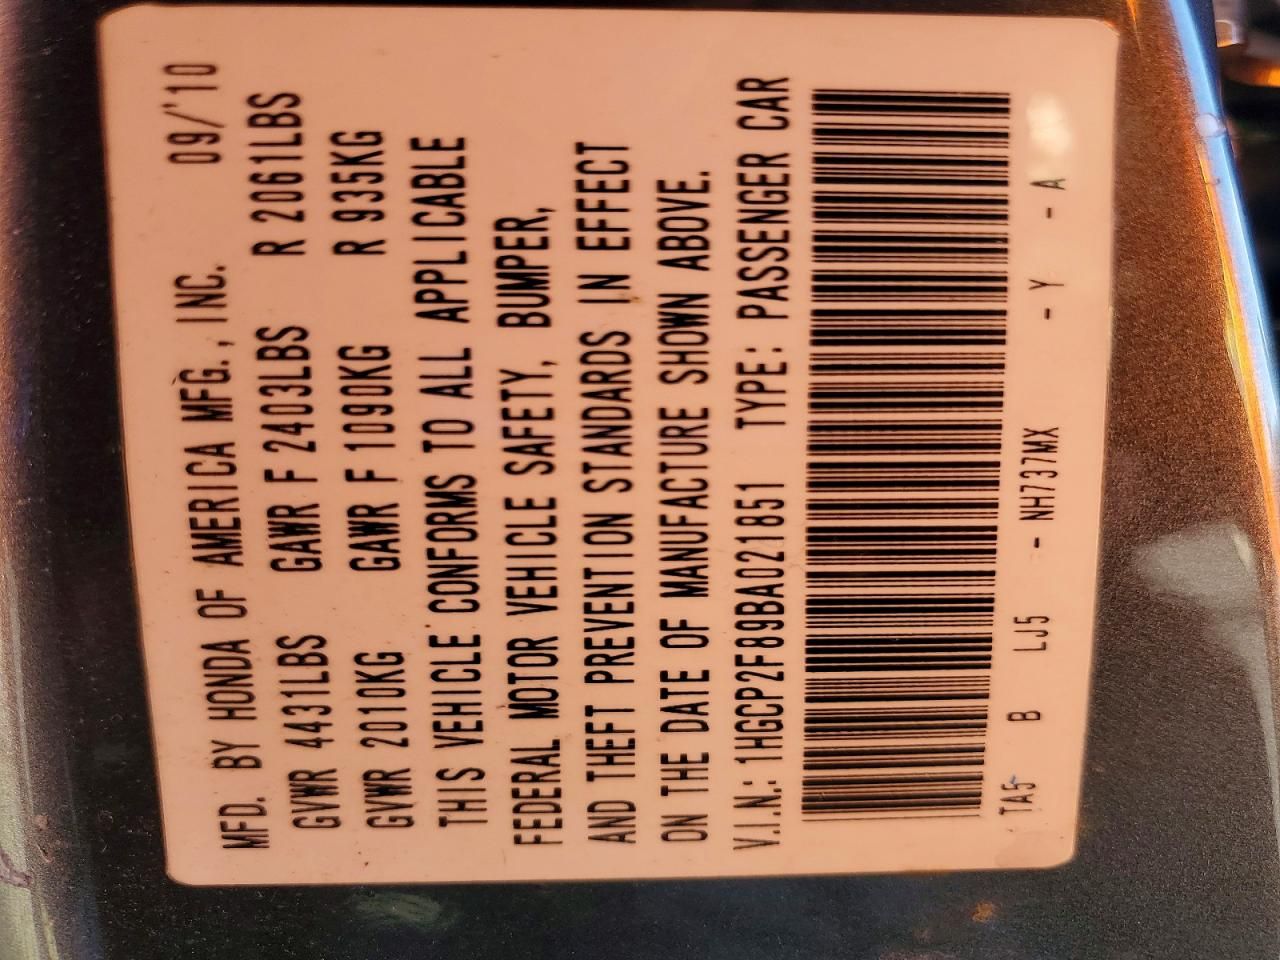 MFD. BY HONDA OF AMERICA MFG., INC. 09/'10
GVWR 4431LBS GAWR F 2403LBS R 2061LBS
GVWR 2010KG GAWR F 1090KG R 935KG
THIS VEHICLE CONFORMS TO ALL APPLICABLE
FEDERAL MOTOR VEHICLE SAFETY, BUMPER,
AND THEFT PREVENTION STANDARDS IN EFFECT
ON THE DATE OF MANUFACTURE SHOWN ABOVE.
V.I.N.: 1HGCP2F89BA021851 TYPE: PASSENGER CAR
TA5 B LJ5 - NH737MX - Y - A